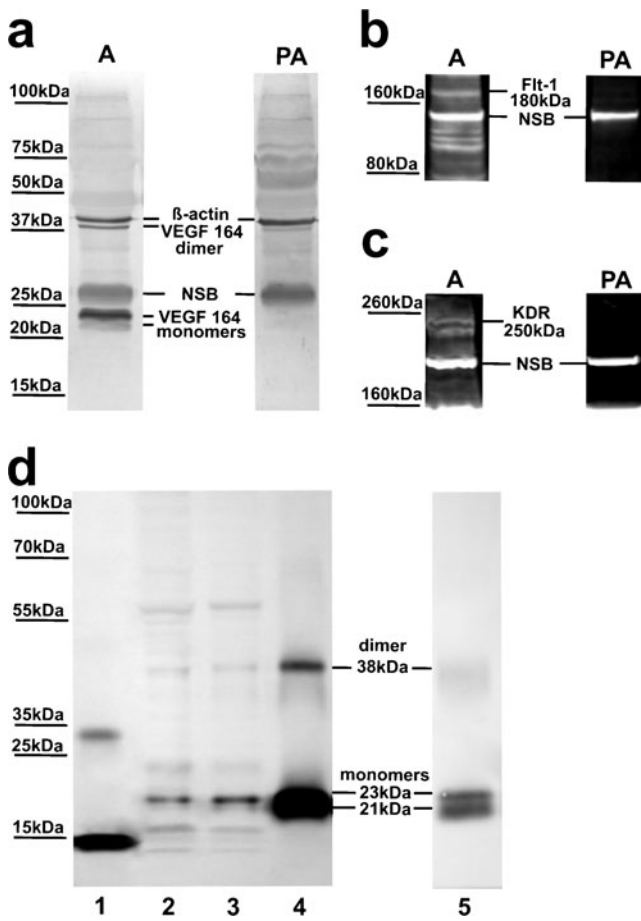 a
A
PA
100kDa
75kDa
50kDa
37kDa
25kDa
20kDa
15kDa
ß-actin
VEGF 164
dimer
NSB
VEGF 164
monomers
b
A
PA
160kDa
80kDa
Flt-1
180kDa
NSB
c
A
PA
260kDa
160kDa
KDR
250kDa
NSB
d
100kDa
70kDa
55kDa
35kDa
25kDa
15kDa
dimer
38kDa
monomers
23kDa
21kDa
1 2 3 4 5